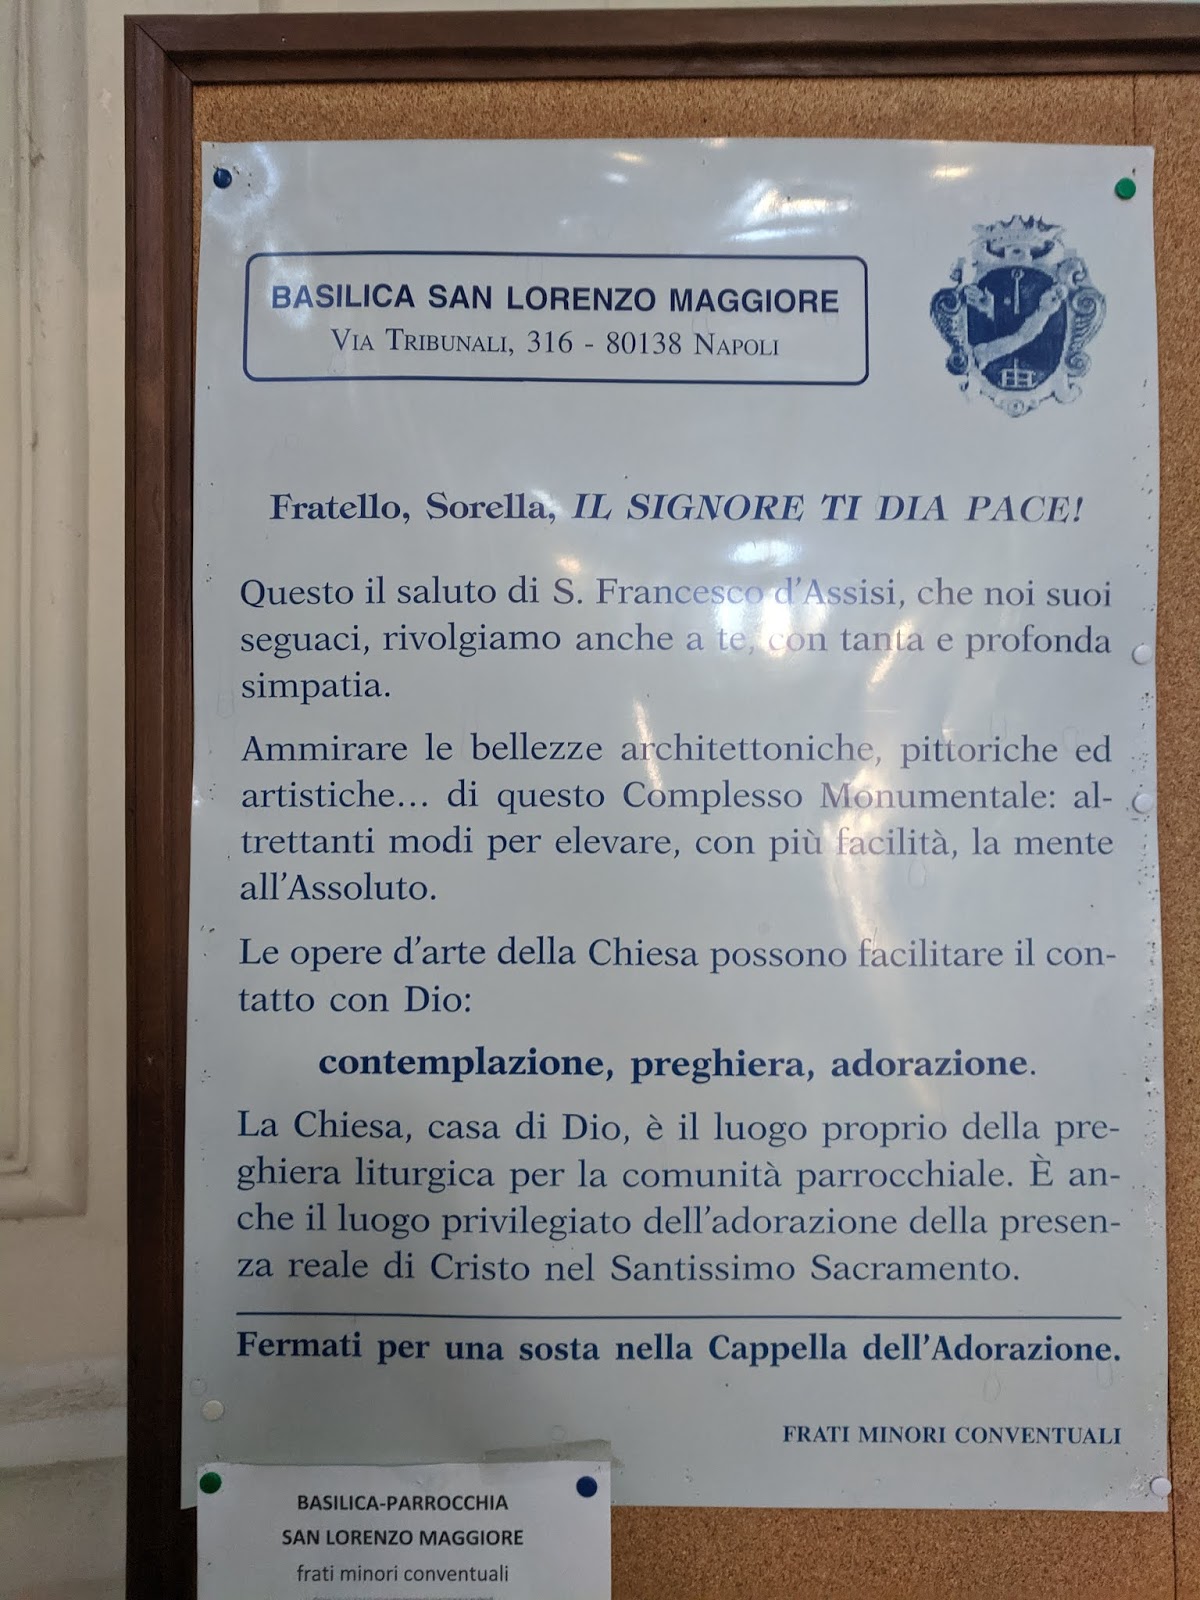 BASILICA SAN LORENZO MAGGIORE
VIA TRIBUNALI, 316 - 80138 NAPOLI
Fratello, Sorella, IL SIGNORE TI DIA PACE!
Questo il saluto di S. Francesco d'Assisi, che noi suoi
seguaci, rivolgiamo anche a te, con tanta e profonda
simpatia.
Ammirare le bellezze architettoniche, pittoriche ed
artistiche... di questo Complesso Monumentale: al-
trettanti modi per elevare, con più facilità, la mente
all'Assoluto.
Le opere d'arte della Chiesa possono facilitare il con-
tatto con Dio:
contemplazione, preghiera, adorazione.
La Chiesa, casa di Dio, è il luogo proprio della pre-
ghiera liturgica per la comunità parrocchiale. È an-
che il luogo privilegiato dell'adorazione della presen-
za reale di Cristo nel Santissimo Sacramento.
Fermati per una sosta nella Cappella dell'Adorazione.
FRATI MINORI CONVENTUALI
BASILICA-PARROCCHIA
SAN LORENZO MAGGIORE
frati minori conventuali